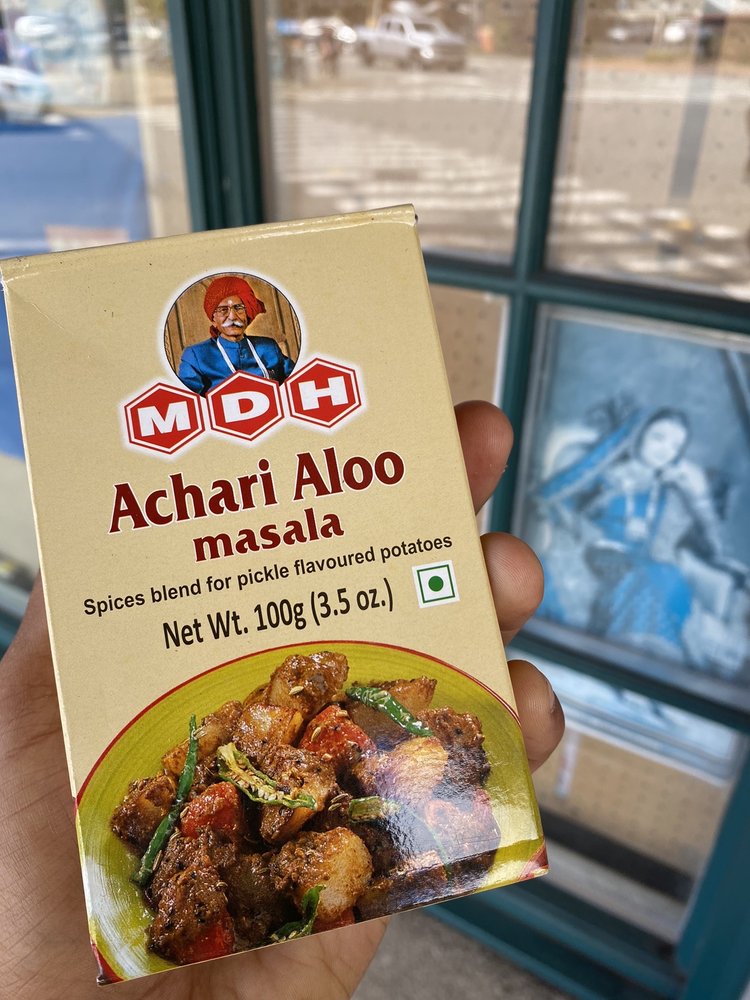 MDH
Achari Aloo
masala
Spices blend for pickle flavoured potatoes
Net Wt. 100g (3.5 oz.)